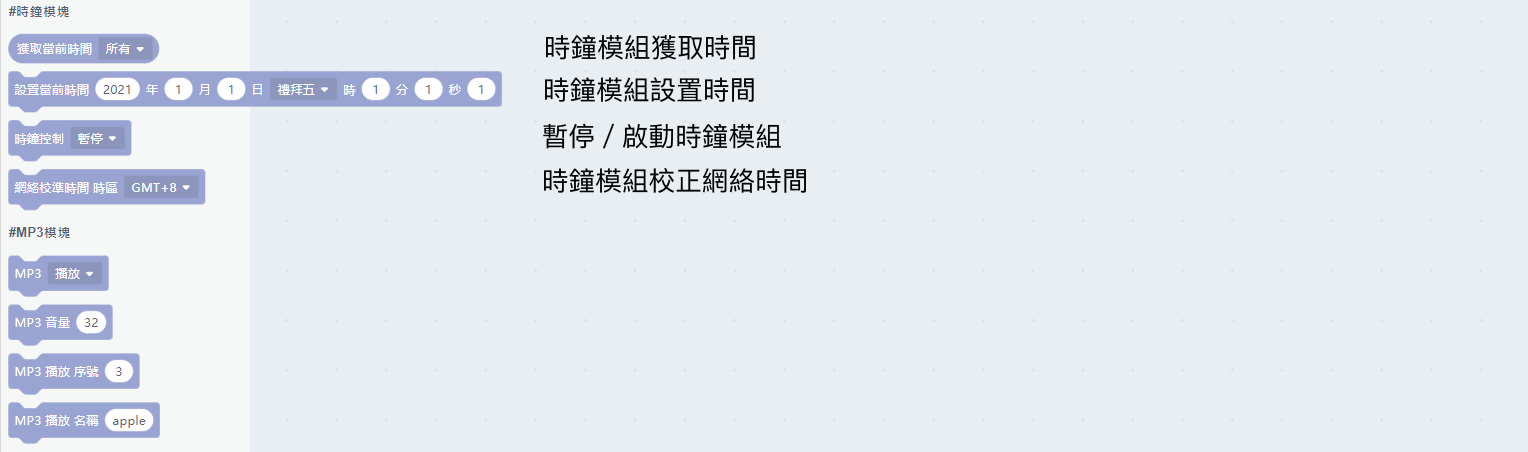 #時鐘模塊
獲取當前時間 所有 時鐘模組獲取時間
設置當前時間 2021 年 1 月 1 日 禮拜五 時 1 分 1 秒 1 時鐘模組設置時間
時鐘控制 暫停 暫停 / 啟動時鐘模組
網絡校準時間 時區 GMT+8 時鐘模組校正網絡時間
#MP3模塊
MP3 播放
MP3 音量 32
MP3 播放 序號 3
MP3 播放 名稱 apple